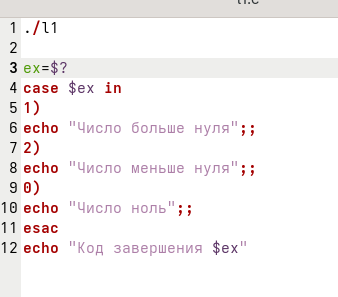 1 ./l1
2
3 ex=$?
4 case $ex in
5 1)
6 echo "Число больше нуля";;
7 2)
8 echo "Число меньше нуля";;
9 0)
10 echo "Число ноль";;
11 esac
12 echo "Код завершения $ex"